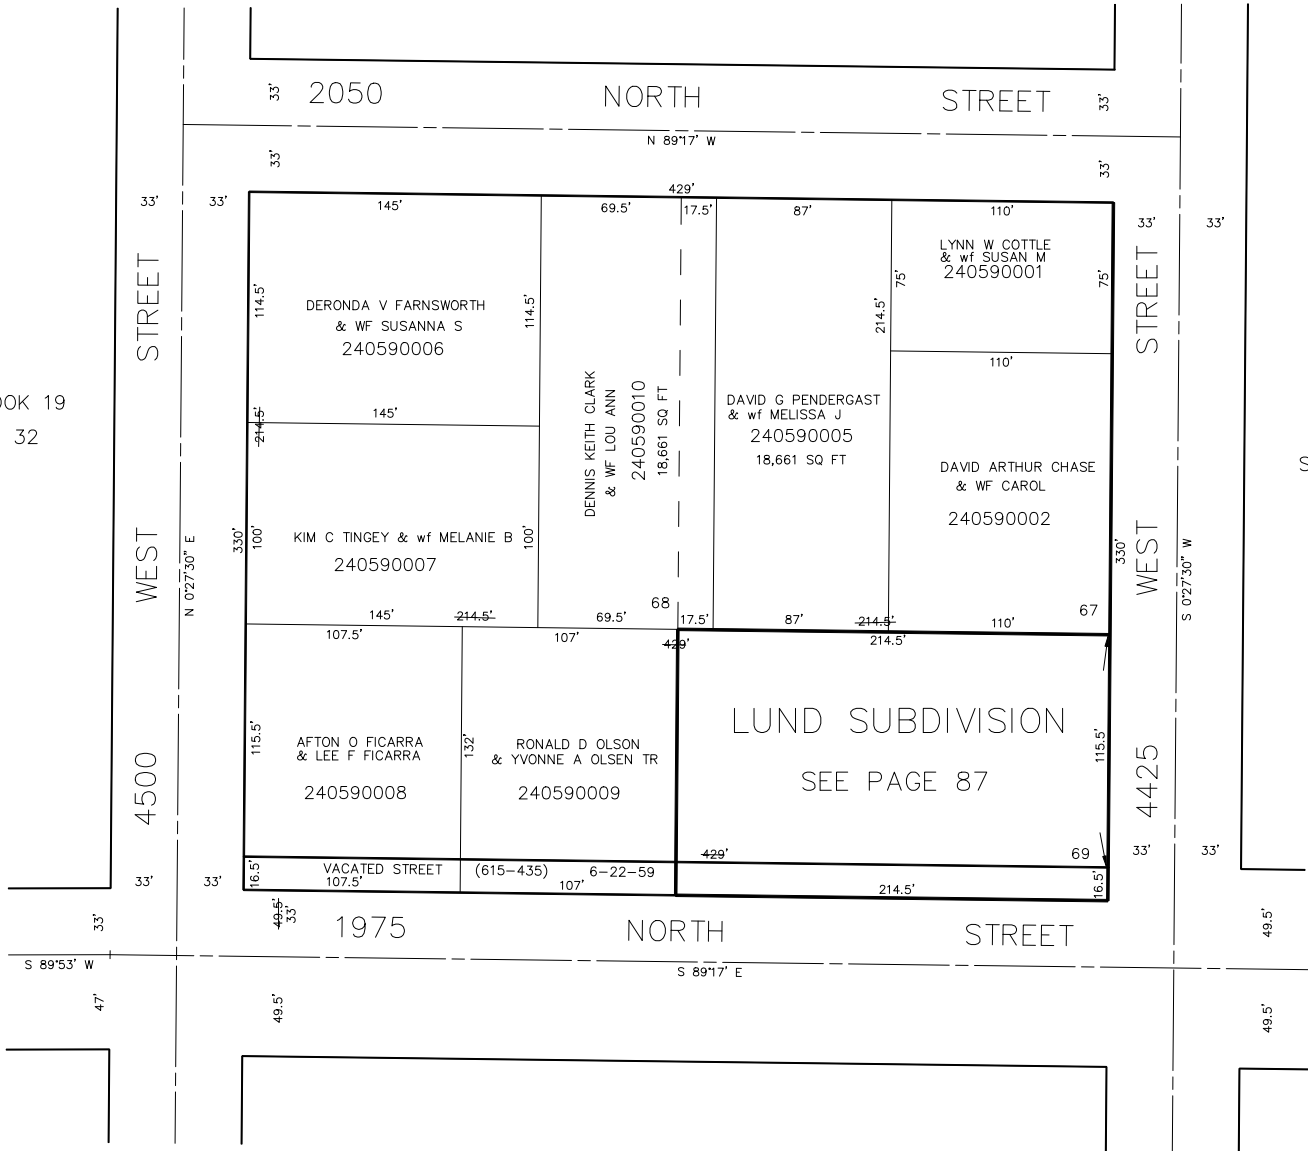 33'
2050 NORTH STREET
33'
N 89°17' W
33'
33'
429'
33'
33'
145'
69.5'
17.5'
87'
110'
33'
33'
LYNN W COTTLE
& wf SUSAN M
240590001
75'
75'
STREET
STREET
114.5'
DERONDA V FARNSWORTH
& WF SUSANNA S
240590006
114.5'
214.5'
110'
OOK 19
32
214.5'
145'
DENNIS KEITH CLARK
& WF LOU ANN
240590010
18,661 SQ FT
DAVID G PENDERGAST
& wf MELISSA J
240590005
18,661 SQ FT
DAVID ARTHUR CHASE
& WF CAROL
240590002
S
WEST
N 0°27'30" E
330'
100'
KIM C TINGEY & wf MELANIE B
240590007
100'
330'
WEST
S 0°27'30" W
68
67
145'
214.5'
69.5'
17.5'
87'
214.5'
110'
107.5'
107'
429'
214.5'
LUND SUBDIVISION
SEE PAGE 87
115.5'
AFTON O FICARRA
& LEE F FICARRA
240590008
132'
RONALD D OLSON
& YVONNE A OLSEN TR
240590009
115.5'
4500
4425
429'
69
33'
33'
33'
33'
16.5'
VACATED STREET (615-435) 6-22-59
107.5'
107'
214.5'
16.5'
33'
49.5'
33'
1975 NORTH STREET
49.5'
S 89°53' W
S 89°17' E
47'
49.5'
49.5'